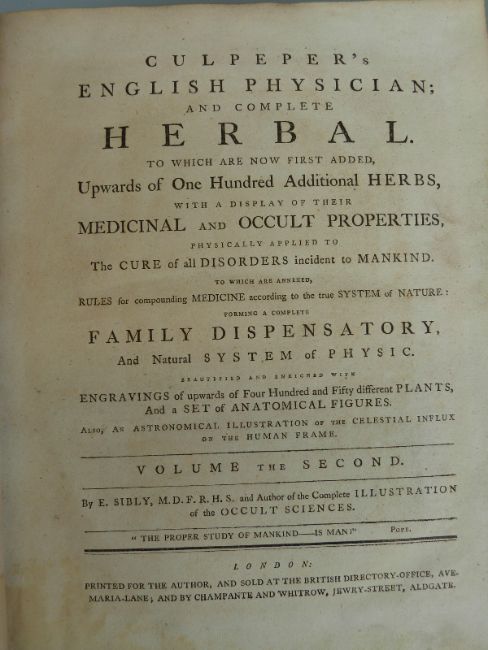 CULPEPER's
ENGLISH PHYSICIAN;
AND COMPLETE
HERBAL.
TO WHICH ARE NOW FIRST ADDED,
Upwards of One Hundred Additional HERBS,
WITH A DISPLAY OF THEIR
MEDICINAL AND OCCULT PROPERTIES,
PHYSICALLY APPLIED TO
The CURE of all DISORDERS incident to MANKIND.
TO WHICH ARE ANNEXED,
RULES for compounding MEDICINE according to the true SYSTEM of NATURE:
FORMING A COMPLETE
FAMILY DISPENSATORY,
And Natural SYSTEM of PHYSIC.
BEAUTIFIED AND ENRICHED WITH
ENGRAVINGS of upwards of Four Hundred and Fifty different PLANTS,
And a SET of ANATOMICAL FIGURES.
ALSO, AN ASTRONOMICAL ILLUSTRATION OF THE CELESTIAL INFLUX
ON THE HUMAN FRAME.
VOLUME THE SECOND.
By E. SIBLY, M.D.F.R.H.S. and Author of the Complete ILLUSTRATION
of the OCCULT SCIENCES.
"THE PROPER STUDY OF MANKIND——IS MAN:" POPE.
LONDON:
PRINTED FOR THE AUTHOR, AND SOLD AT THE BRITISH DIRECTORY-OFFICE, AVE-
MARIA-LANE; AND BY CHAMPANTE AND WHITROW, JEWRY-STREET, ALDGATE.